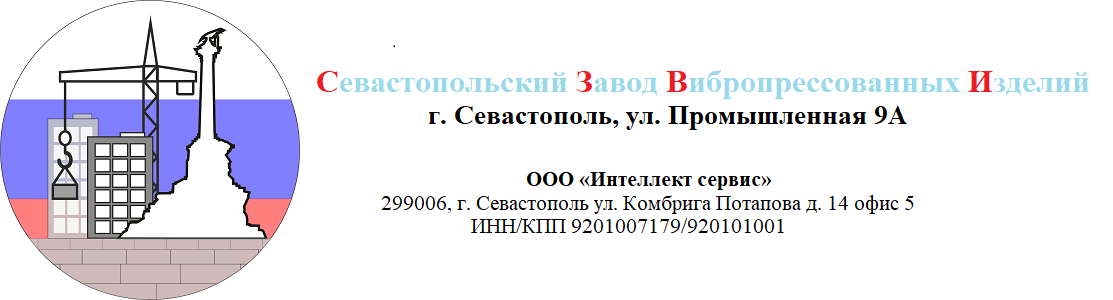 Севастопольский Завод Вибропрессованных Изделий
г. Севастополь, ул. Промышленная 9А
ООО «Интеллект сервис»
299006, г. Севастополь ул. Комбрига Потапова д. 14 офис 5
ИНН/КПП 9201007179/920101001